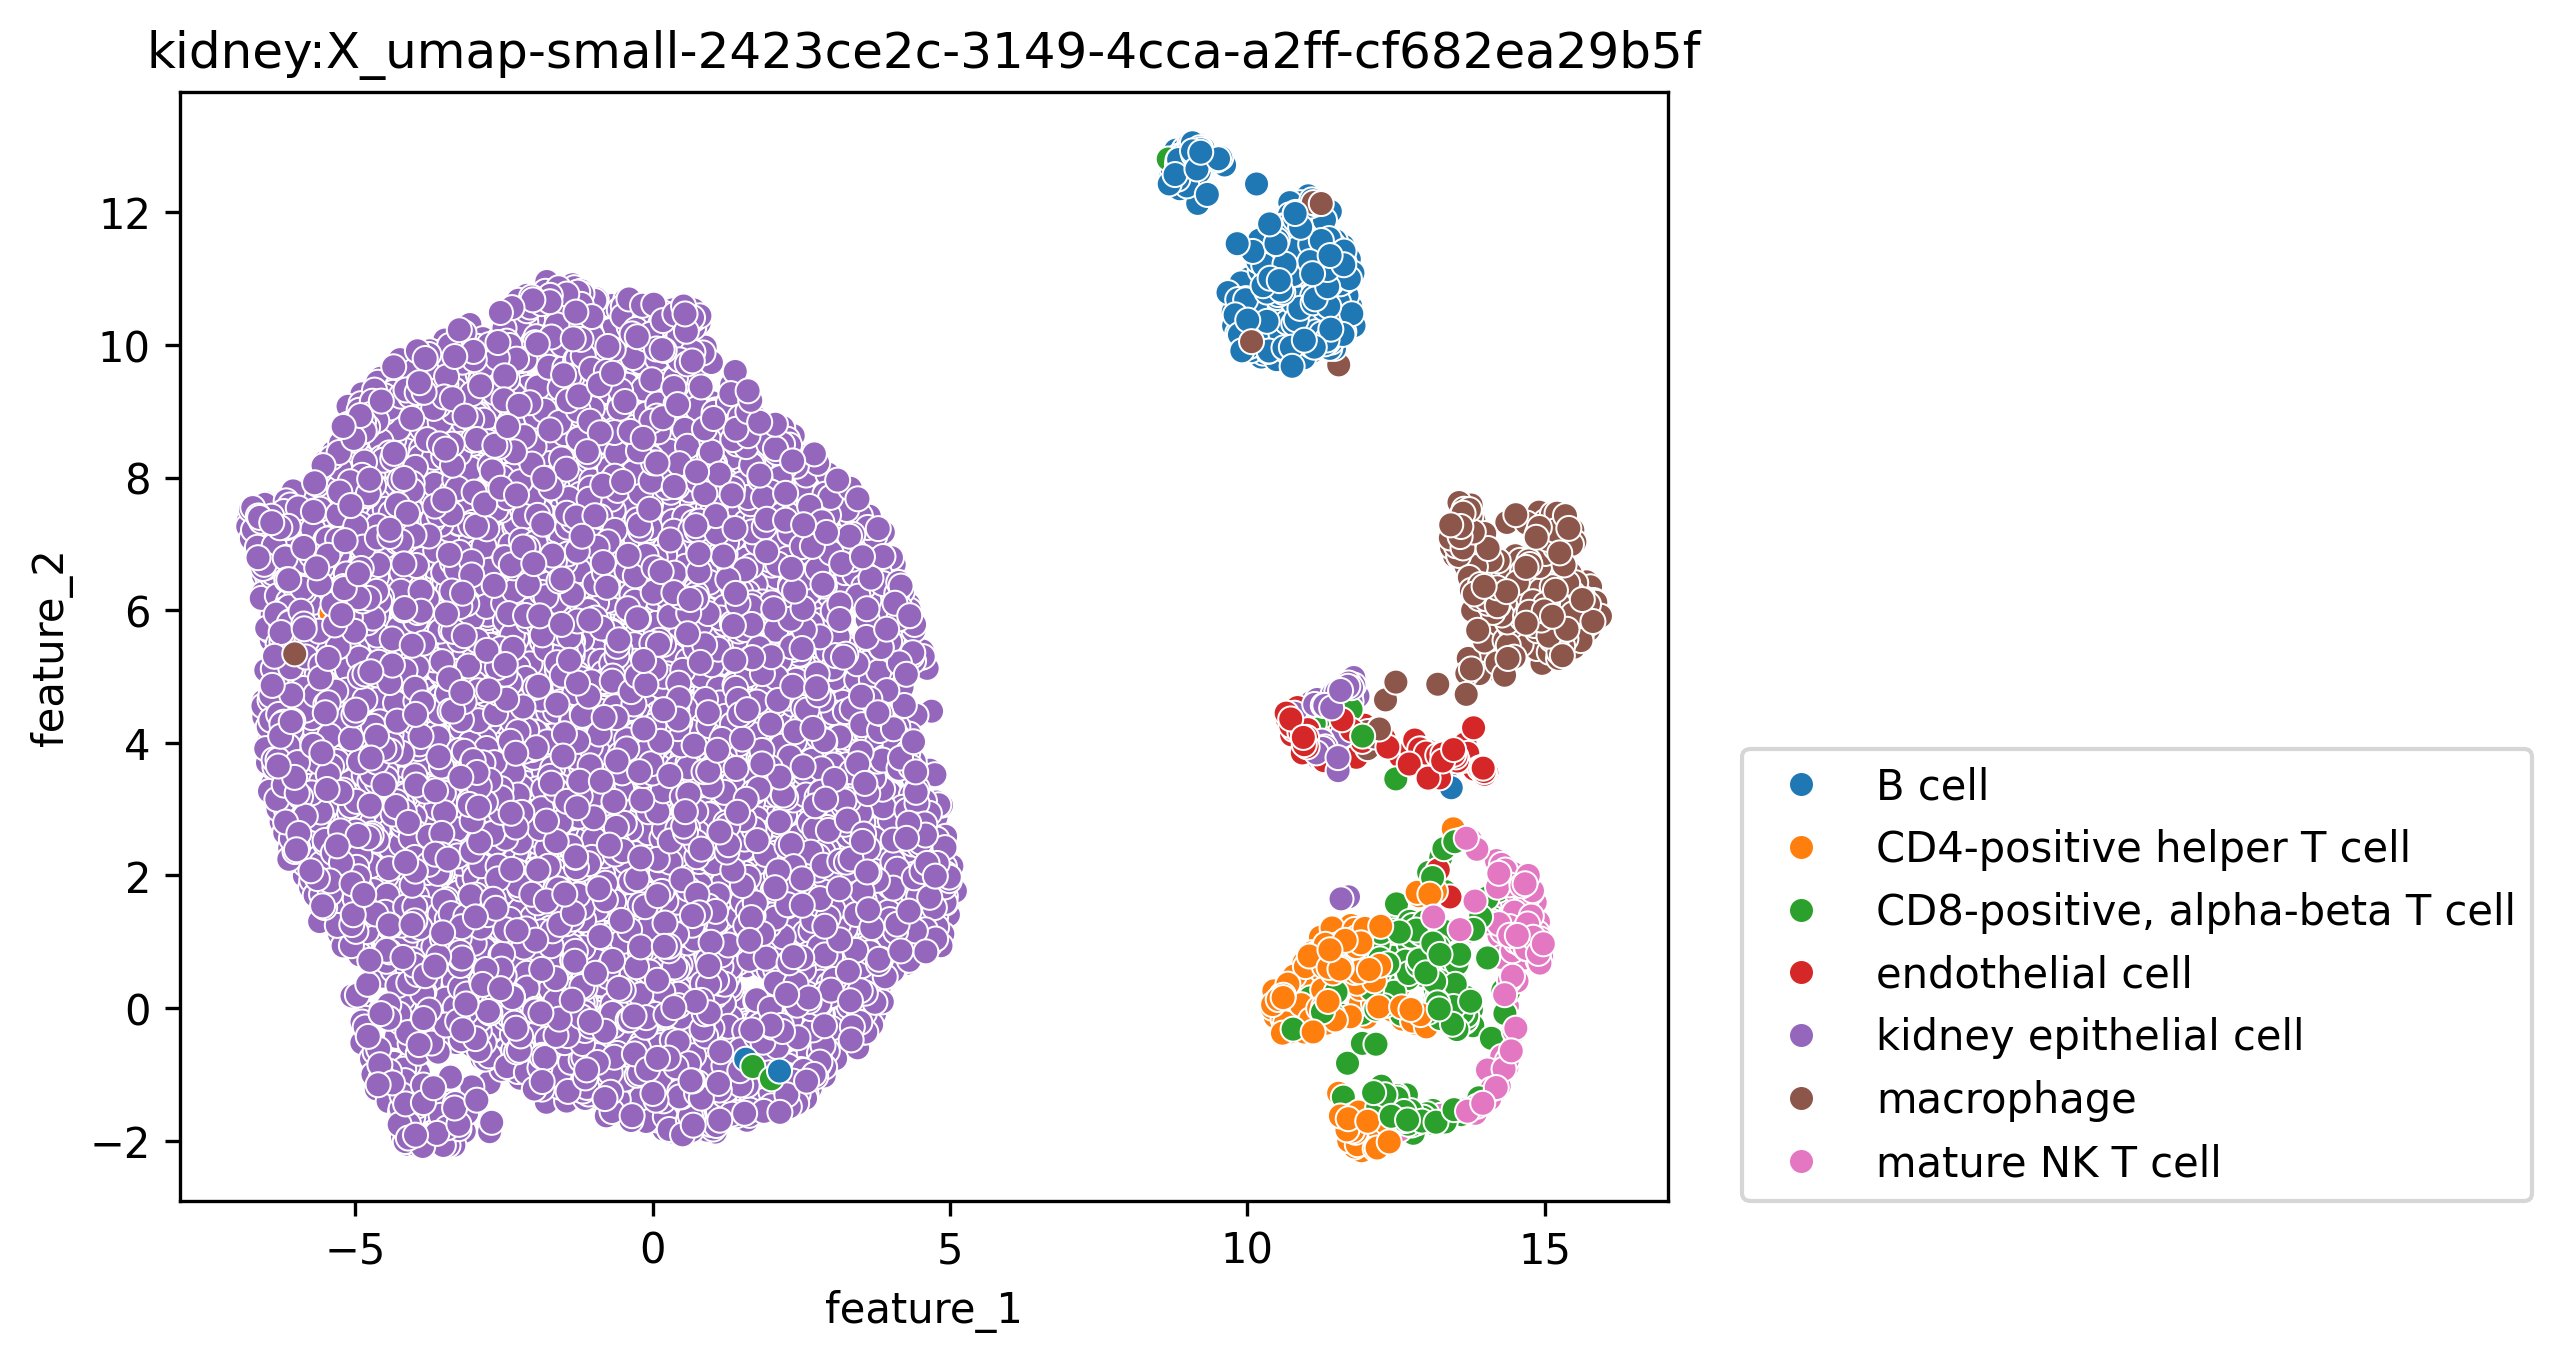 kidney:X_umap-small-2423ce2c-3149-4cca-a2ff-cf682ea29b5f
12
10
8
6
4
2
0
−2
feature_2
−5 0 5 10 15
feature_1
B cell
CD4-positive helper T cell
CD8-positive, alpha-beta T cell
endothelial cell
kidney epithelial cell
macrophage
mature NK T cell